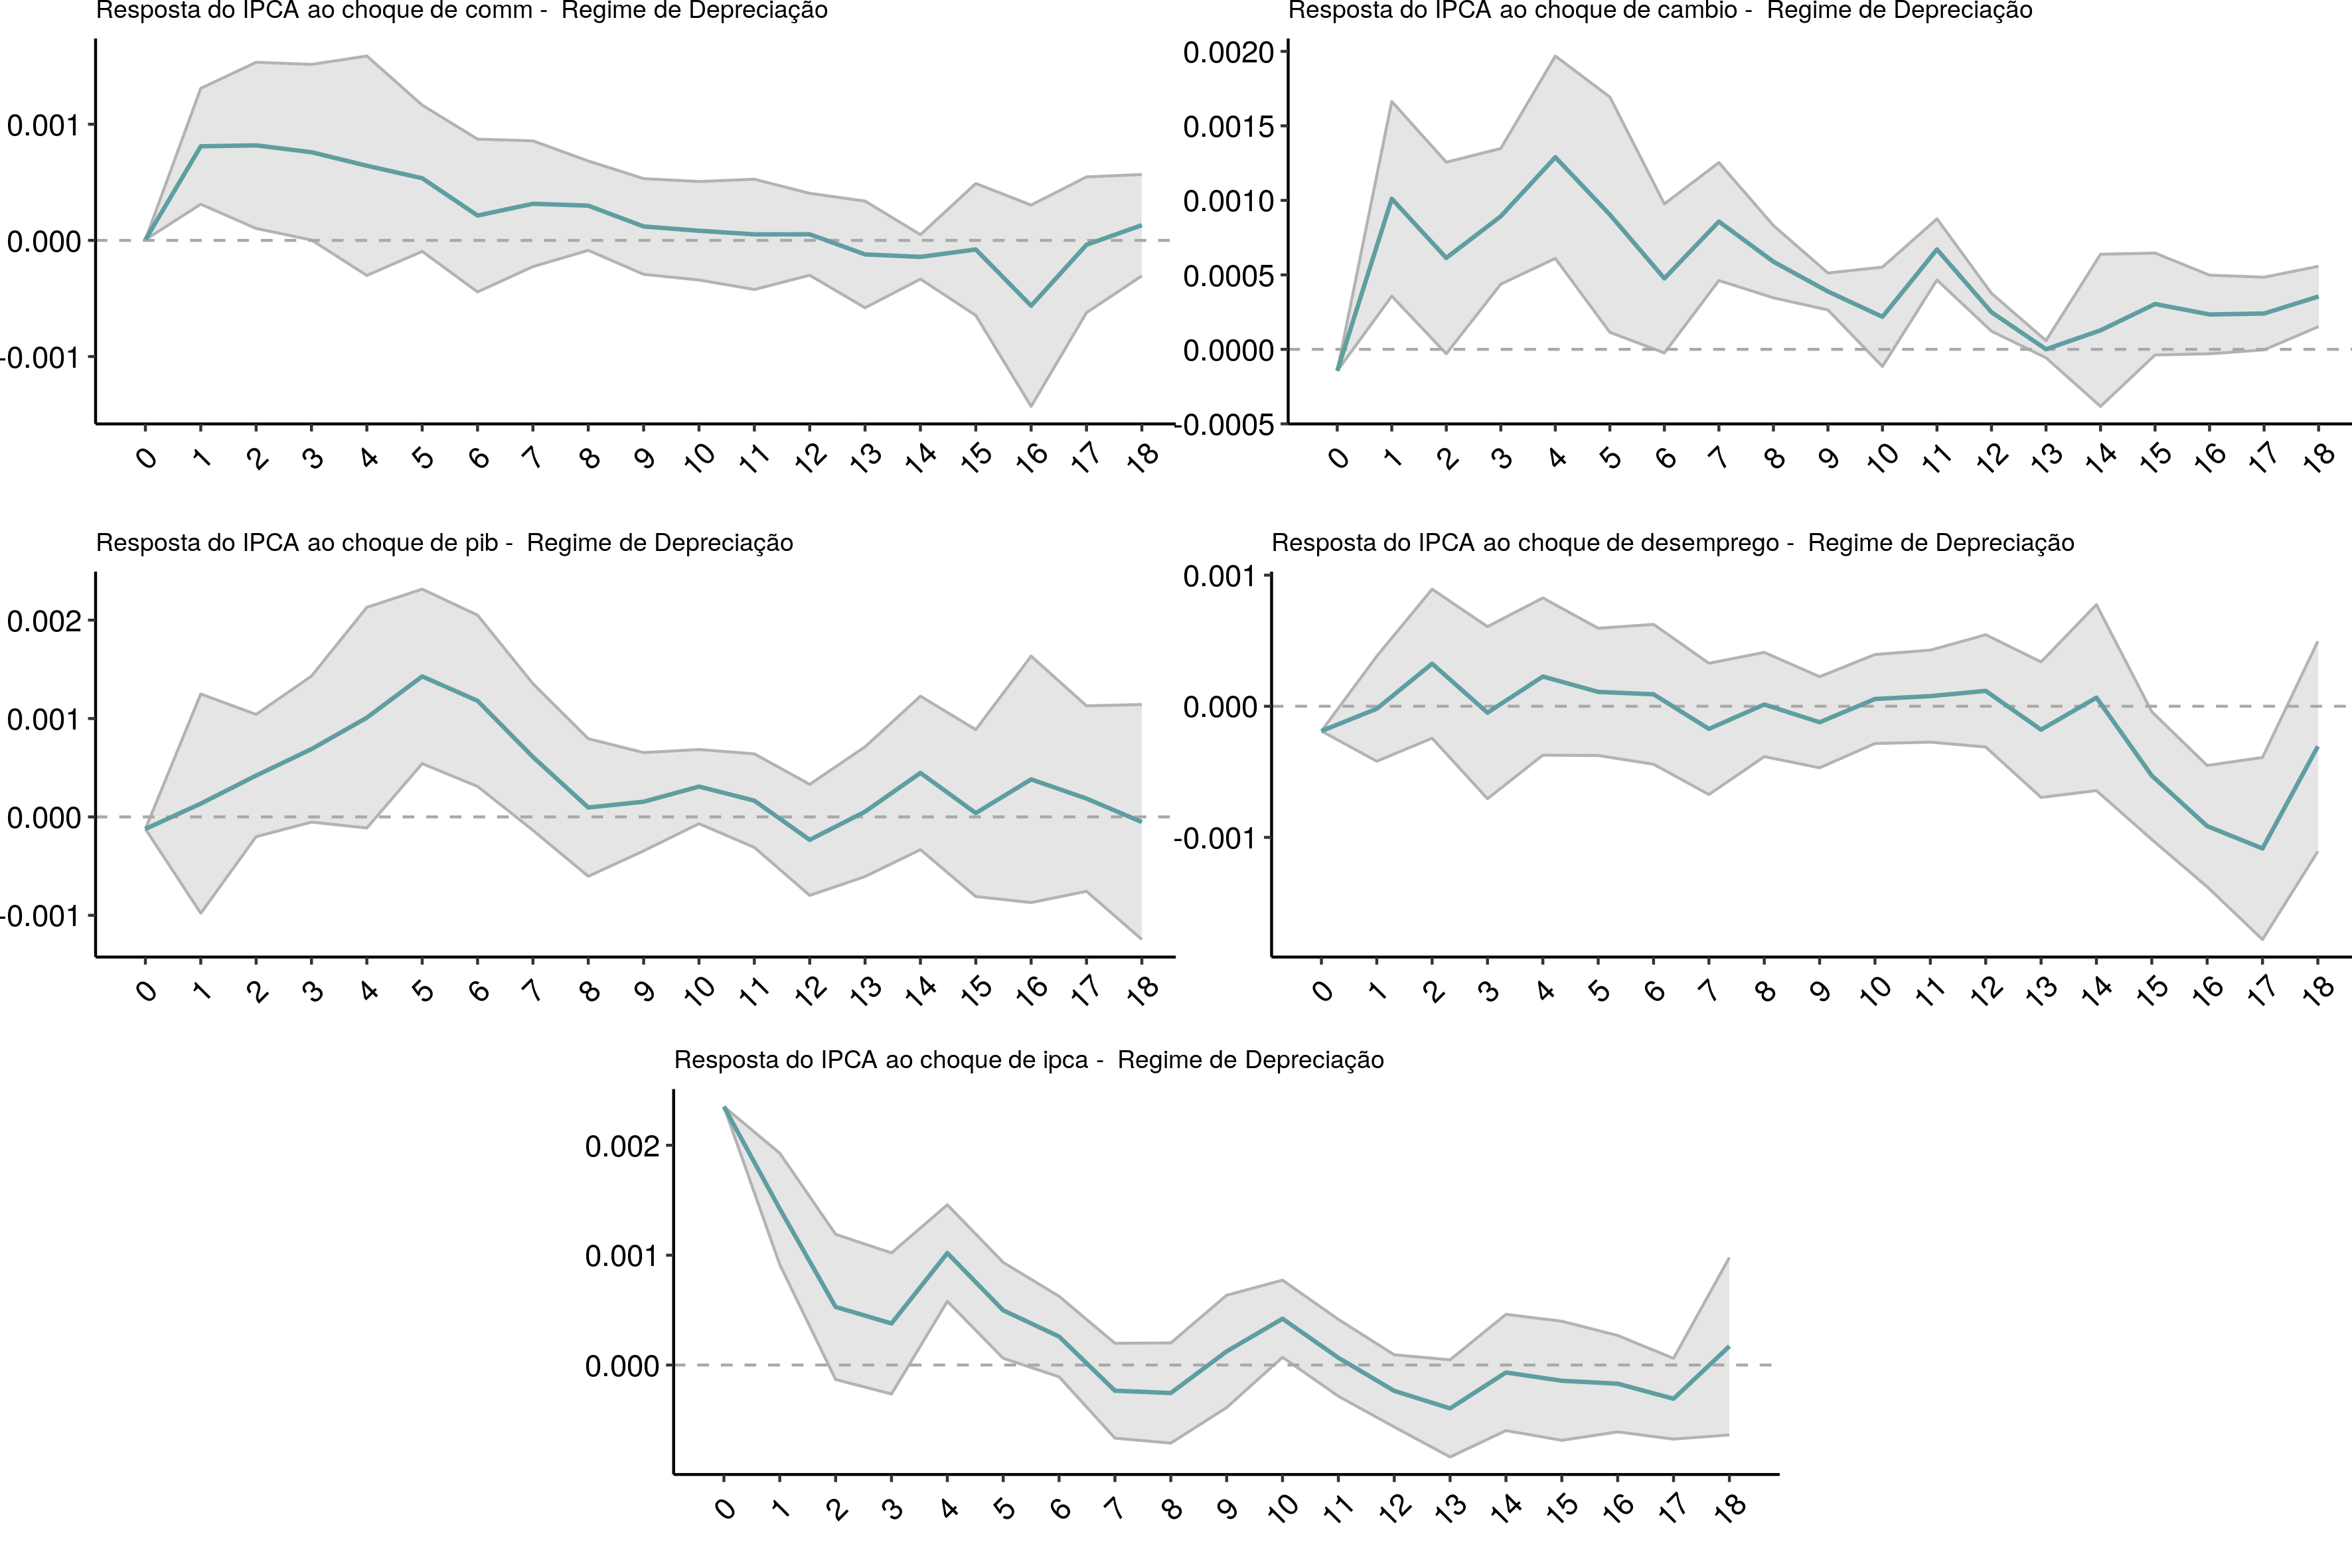 Resposta do IPCA ao choque de comm - Regime de Depreciação
0.001
0.000
-0.001
0 1 2 3 4 5 6 7 8 9 10 11 12 13 14 15 16 17 18
Resposta do IPCA ao choque de cambio - Regime de Depreciação
0.0020
0.0015
0.0010
0.0005
0.0000
-0.0005
0 1 2 3 4 5 6 7 8 9 10 11 12 13 14 15 16 17 18
Resposta do IPCA ao choque de pib - Regime de Depreciação
0.002
0.001
0.000
-0.001
0 1 2 3 4 5 6 7 8 9 10 11 12 13 14 15 16 17 18
Resposta do IPCA ao choque de desemprego - Regime de Depreciação
0.001
0.000
-0.001
0 1 2 3 4 5 6 7 8 9 10 11 12 13 14 15 16 17 18
Resposta do IPCA ao choque de ipca - Regime de Depreciação
0.002
0.001
0.000
0 1 2 3 4 5 6 7 8 9 10 11 12 13 14 15 16 17 18